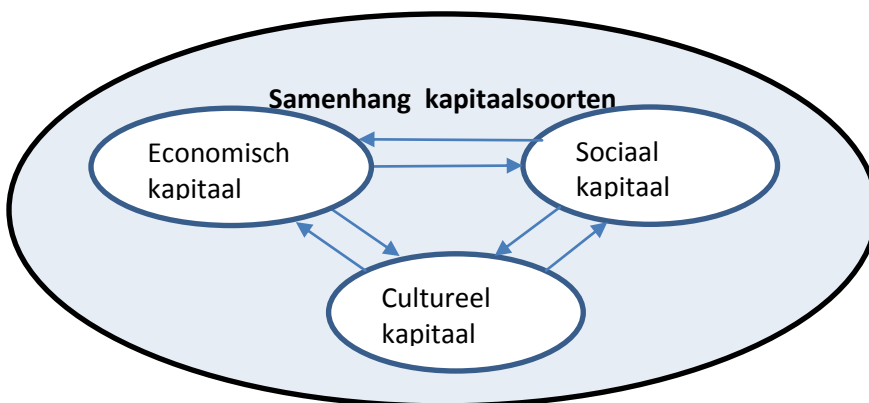 Samenhang kapitaalsoorten
Economisch
kapitaal
Sociaal
kapitaal
Cultureel
kapitaal